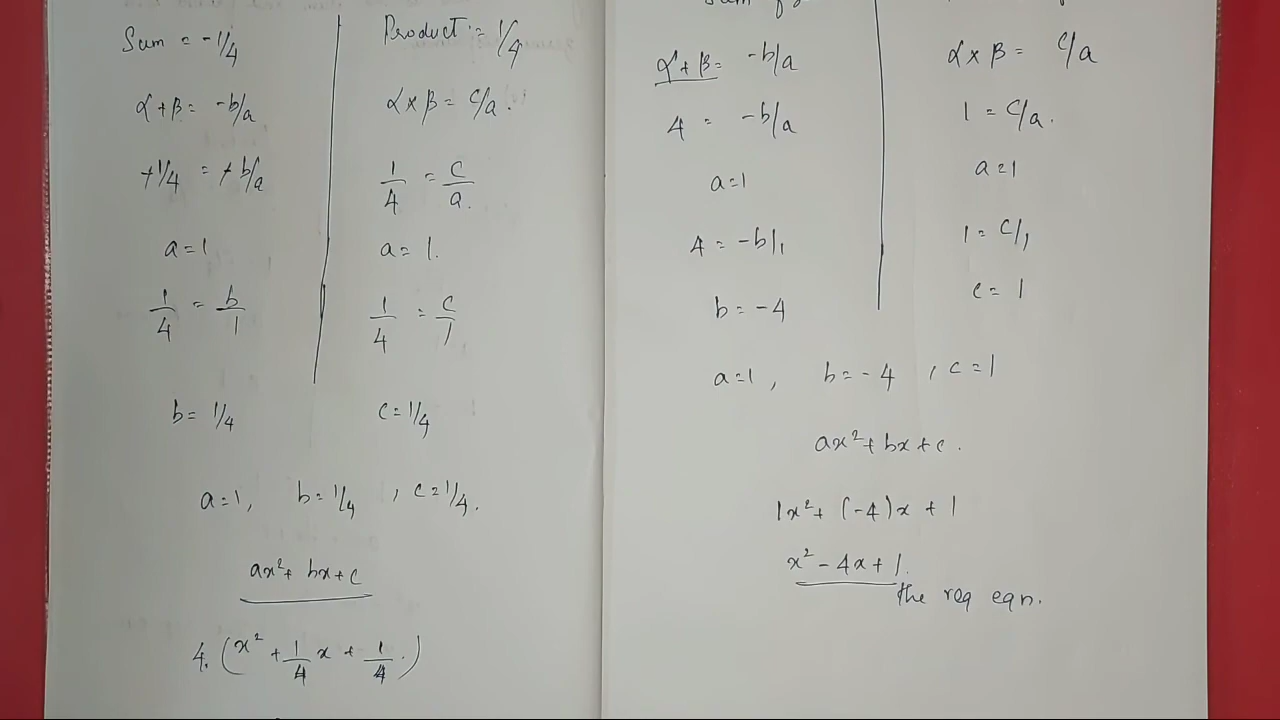 Sum = -1/4
Product = 1/4
α + β = -b/a
α x β = c/a.
+1/4 = + b/a
1/4 = c/a.
a = 1
a = 1.
1/4 = b/1
1/4 = c/1
b = 1/4
c = 1/4
a = 1, b = 1/4, c = 1/4.
ax² + bx + c
4. (x² + 1/4 x + 1/4.)
α + β = -b/a
α x β = c/a
4 = -b/a
1 = c/a.
a = 1
a = 1
4 = -b/1
1 = c/1
b = -4
c = 1
a = 1, b = -4, c = 1
ax² + bx + c.
1x² + (-4)x + 1
x² - 4x + 1.
the req eqn.